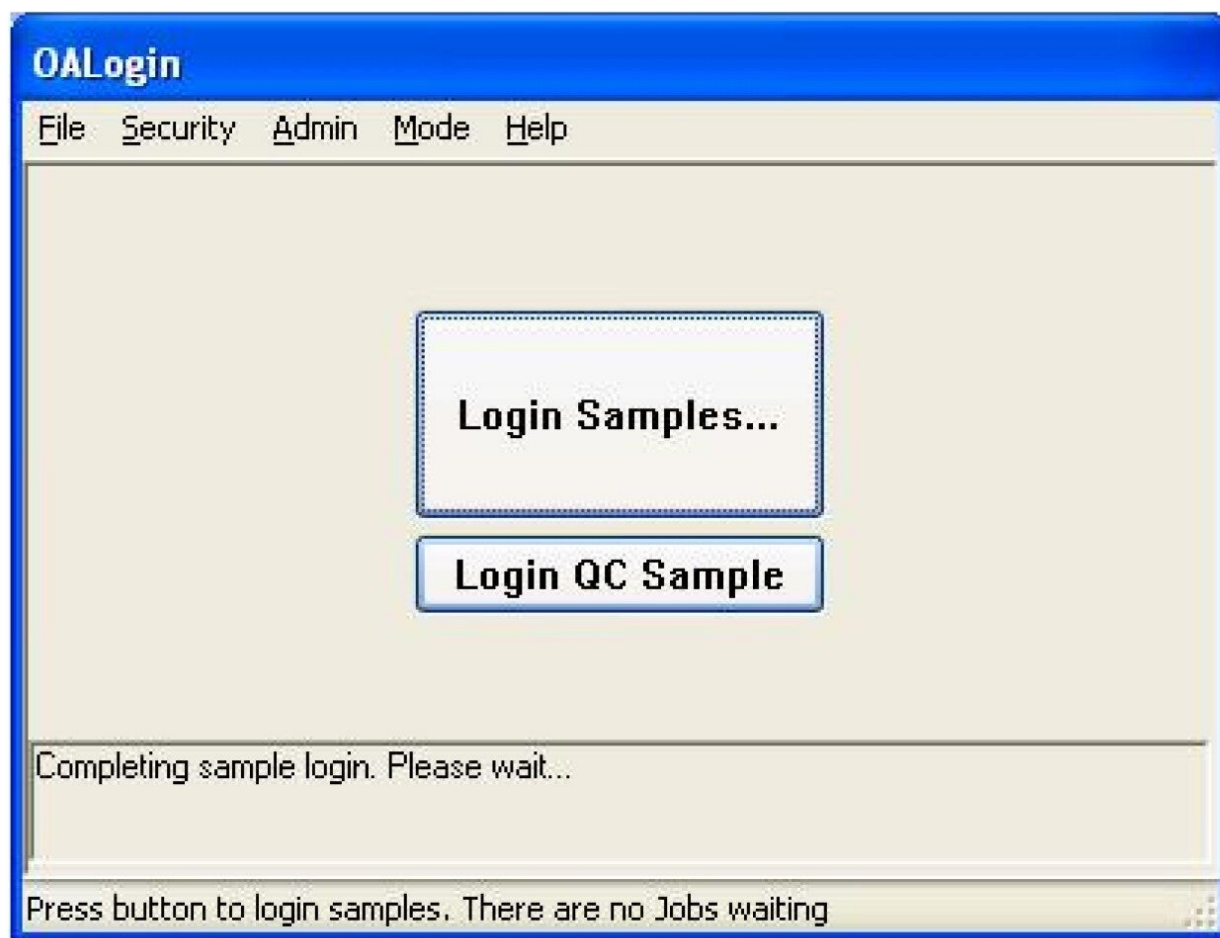 OALogin
File Security Admin Mode Help
Login Samples...
Login QC Sample
Completing sample login. Please wait...
Press button to login samples. There are no Jobs waiting